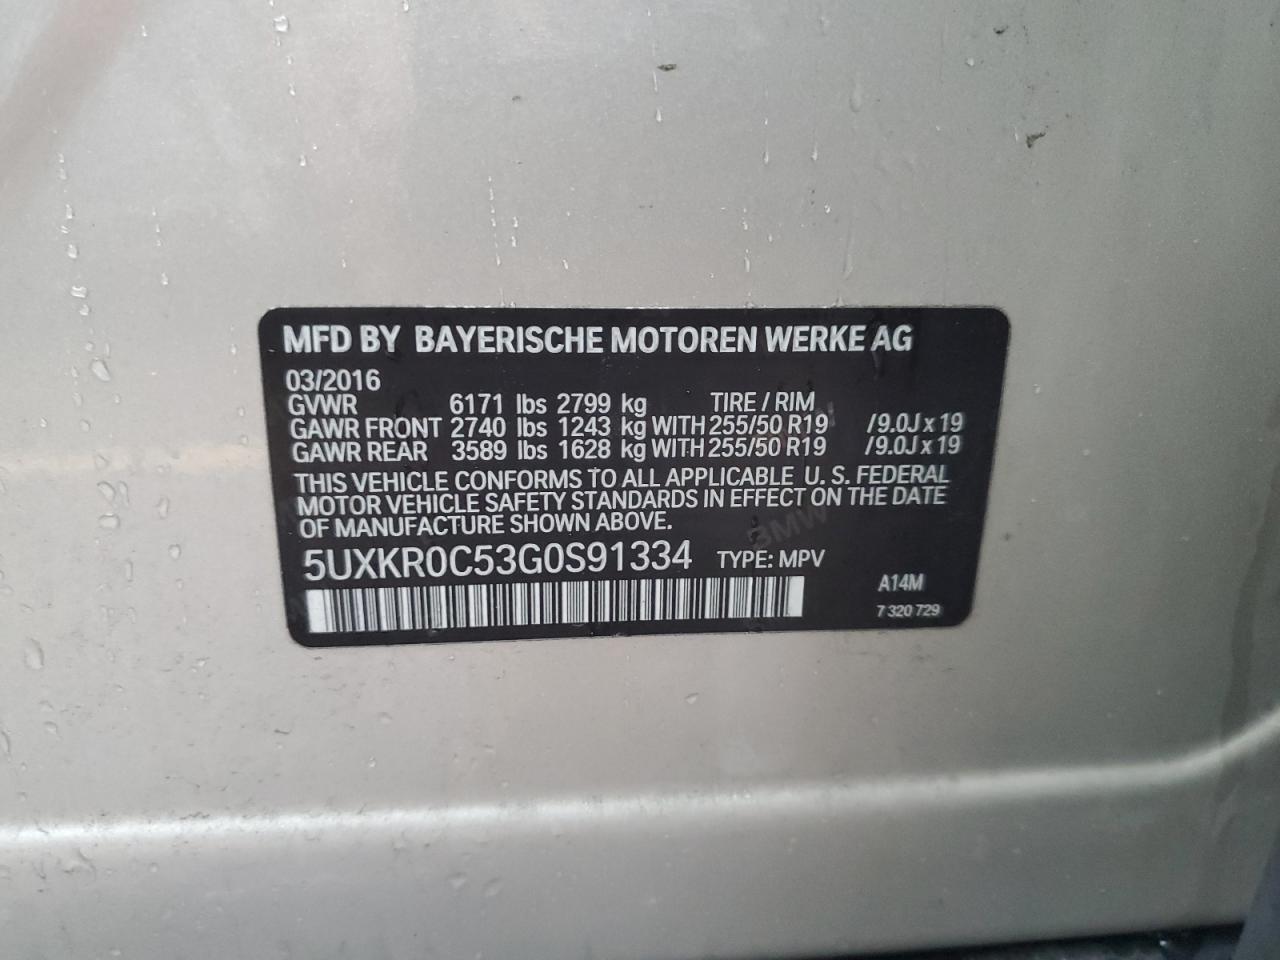 MFD BY BAYERISCHE MOTOREN WERKE AG
03/2016
GVWR 6171 lbs 2799 kg TIRE / RIM
GAWR FRONT 2740 lbs 1243 kg WITH 255/50 R19 /9.0J x 19
GAWR REAR 3589 lbs 1628 kg WITH 255/50 R19 /9.0J x 19
THIS VEHICLE CONFORMS TO ALL APPLICABLE U. S. FEDERAL
MOTOR VEHICLE SAFETY STANDARDS IN EFFECT ON THE DATE
OF MANUFACTURE SHOWN ABOVE.
BMW
5UXKR0C53G0S91334 TYPE: MPV
A14M
7 320 729